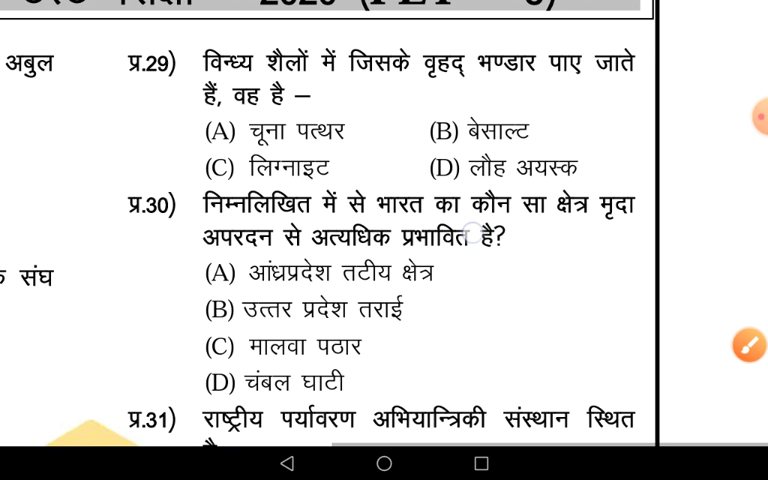 अबुल
प्र.29) विन्ध्य शैलों में जिसके वृहद् भण्डार पाए जाते
हैं, वह है –
(A) चूना पत्थर (B) बेसाल्ट
(C) लिग्नाइट (D) लौह अयस्क
प्र.30) निम्नलिखित में से भारत का कौन सा क्षेत्र मृदा
अपरदन से अत्यधिक प्रभावित है?
(A) आंध्रप्रदेश तटीय क्षेत्र
संघ
(B) उत्तर प्रदेश तराई
(C) मालवा पठार
(D) चंबल घाटी
प्र.31) राष्ट्रीय पर्यावरण अभियान्त्रिकी संस्थान स्थित